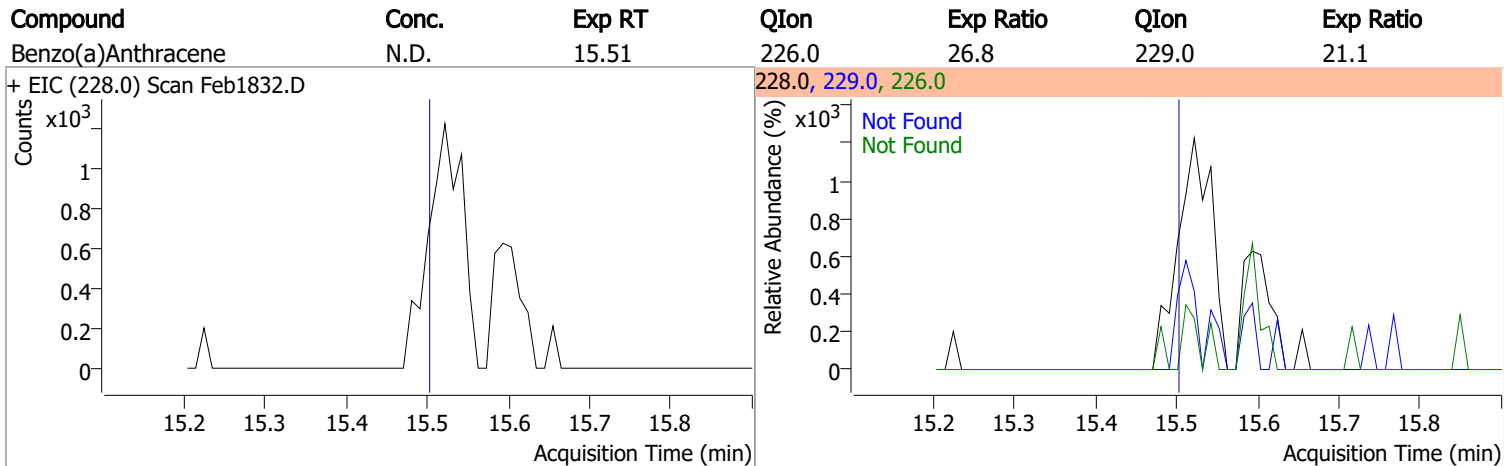 Compound Conc. Exp RT QIon Exp Ratio QIon Exp Ratio
Benzo(a)Anthracene N.D. 15.51 226.0 26.8 229.0 21.1
+ EIC (228.0) Scan Feb1832.D
Counts
x10³
1
0.8
0.6
0.4
0.2
0
15.2 15.3 15.4 15.5 15.6 15.7 15.8
Acquisition Time (min)
228.0, 229.0, 226.0
Relative Abundance (%)
x10³
Not Found
Not Found
1
0.8
0.6
0.4
0.2
0
15.2 15.3 15.4 15.5 15.6 15.7 15.8
Acquisition Time (min)